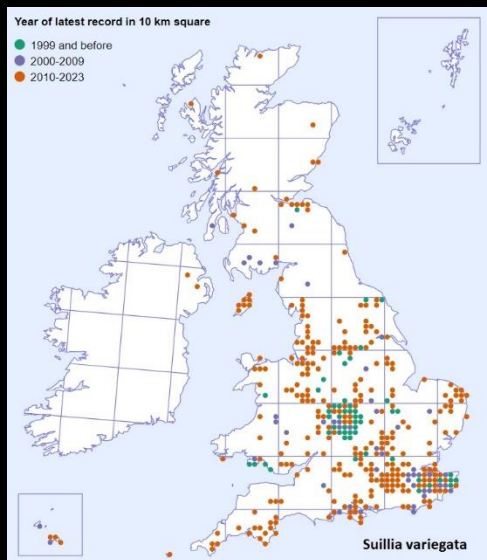 Year of latest record in 10 km square
1999 and before
2000-2009
2010-2023
Suillia variegata